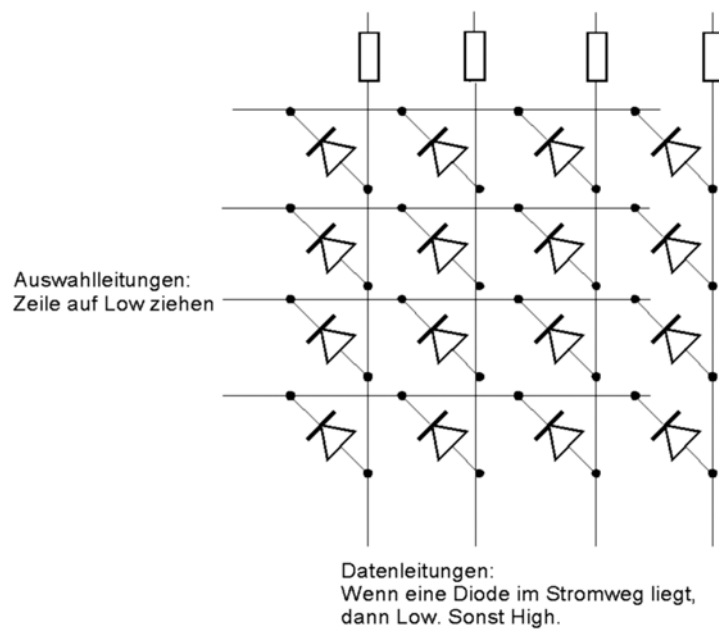 Auswahlleitungen:
Zeile auf Low ziehen
Datenleitungen:
Wenn eine Diode im Stromweg liegt,
dann Low. Sonst High.